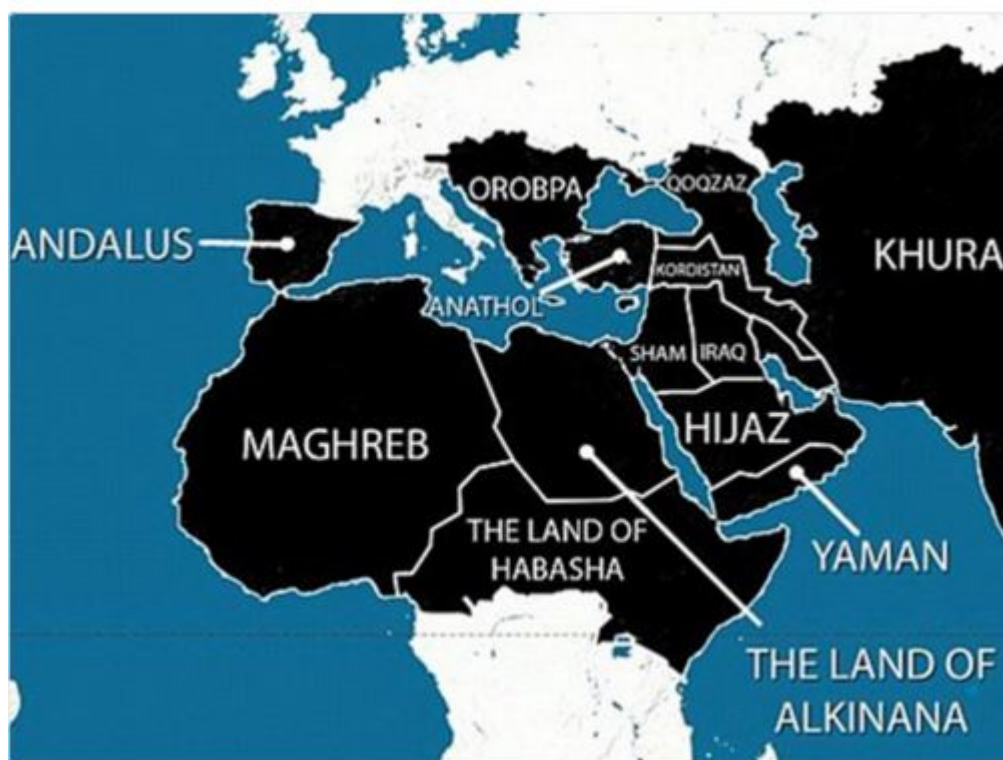 OROBPA
QOQZAZ
ANDALUS
KHURA
KORDISTAN
ANATHOL
SHAM
IRAQ
HIJAZ
MAGHREB
THE LAND OF
HABASHA
YAMAN
THE LAND OF
ALKINANA